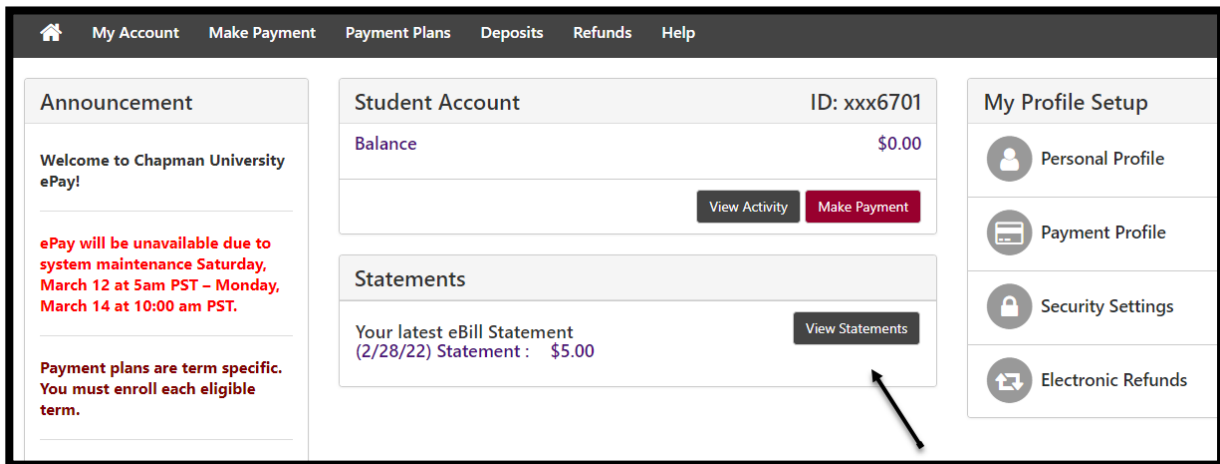 My Account Make Payment Payment Plans Deposits Refunds Help
Announcement
Welcome to Chapman University
ePay!
ePay will be unavailable due to
system maintenance Saturday,
March 12 at 5am PST – Monday,
March 14 at 10:00 am PST.
Payment plans are term specific.
You must enroll each eligible
term.
Student Account ID: xxx6701
Balance $0.00
View Activity Make Payment
Statements
Your latest eBill Statement
(2/28/22) Statement : $5.00
View Statements
My Profile Setup
Personal Profile
Payment Profile
Security Settings
Electronic Refunds